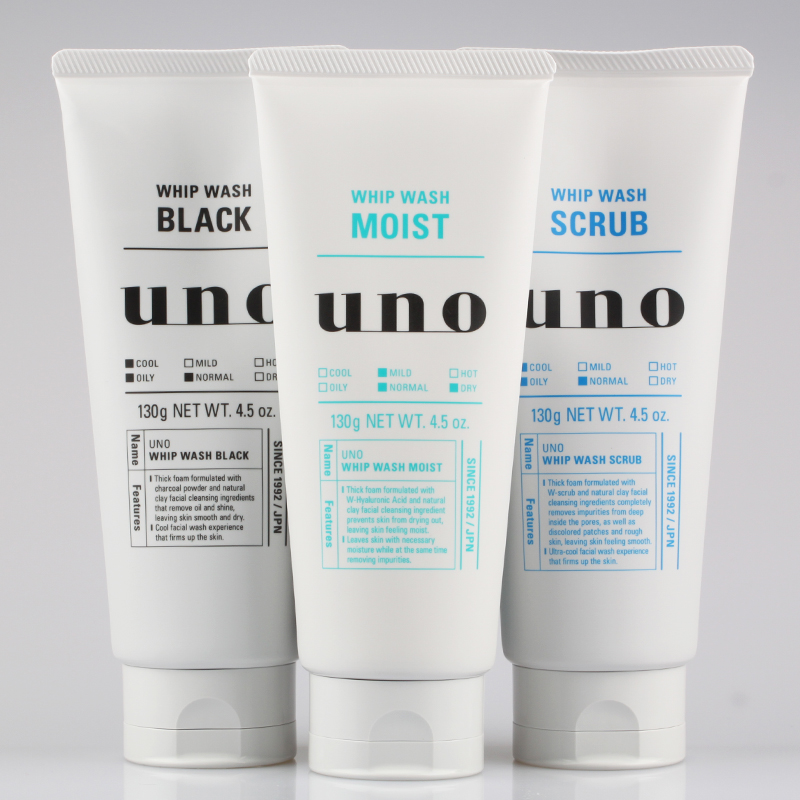 WHIP WASH
BLACK
uno
COOL MILD
OILY NORMAL
130g NET WT. 4.5 oz.
Name
UNO
WHIP WASH BLACK
Features
Thick foam formulated with
charcoal powder and natural
clay facial cleansing ingredients
that remove oil and shine,
leaving skin smooth and dry.
Cool facial wash experience
that firms up the skin.
SINCE 1992 / JPN
WHIP WASH
MOIST
uno
COOL MILD HOT
OILY NORMAL DRY
130g NET WT. 4.5 oz.
Name
UNO
WHIP WASH MOIST
Features
Thick foam formulated with
W-Hyaluronic Acid and natural
clay facial cleansing ingredient
prevents skin from drying out,
leaving skin feeling moist.
Leaves skin with necessary
moisture while at the same time
removing impurities.
SINCE 1992 / JPN
WHIP WASH
SCRUB
uno
COOL MILD HOT
OILY NORMAL DRY
130g NET WT. 4.5 oz.
Name
UNO
WHIP WASH SCRUB
Features
Thick foam formulated with
W-scrub and natural clay facial
cleansing ingredients completely
removes impurities from deep
inside the pores, as well as
discolored patches and rough
skin, leaving skin feeling smooth.
Ultra-cool facial wash experience
that firms up the skin.
SINCE 1992 / JPN